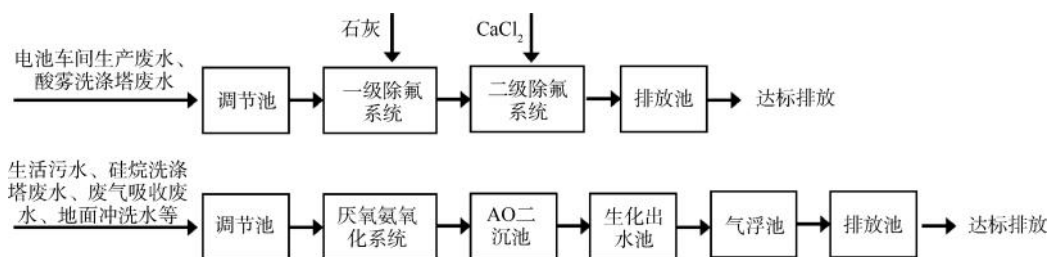 石灰
CaCl₂
电池车间生产废水、
酸雾洗涤塔废水
调节池
一级除氟
系统
二级除氟
系统
排放池
达标排放
生活污水、硅烷洗涤
塔废水、废气吸收废
水、地面冲洗水等
调节池
厌氧氨氧
化系统
AO二
沉池
生化出
水池
气浮池
排放池
达标排放